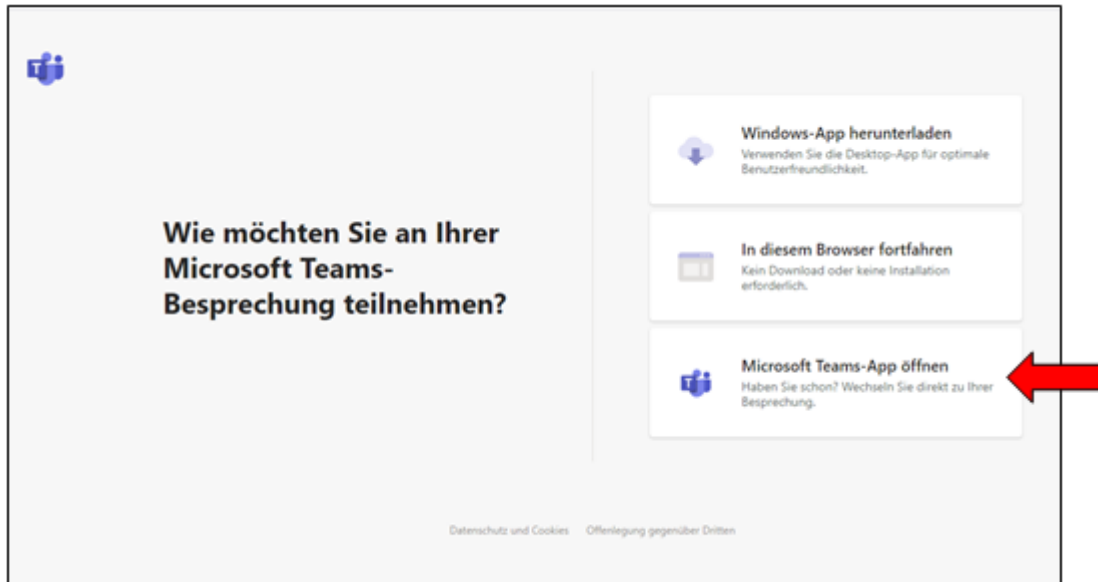 Wie möchten Sie an Ihrer
Microsoft Teams-
Besprechung teilnehmen?
Windows-App herunterladen
Verwenden Sie die Desktop-App für optimale
Benutzerfreundlichkeit.
In diesem Browser fortfahren
Kein Download oder keine Installation
erforderlich.
Microsoft Teams-App öffnen
Haben Sie schon? Wechseln Sie direkt zu Ihrer
Besprechung.
Datenschutz und Cookies Offenlegung gegenüber Dritten